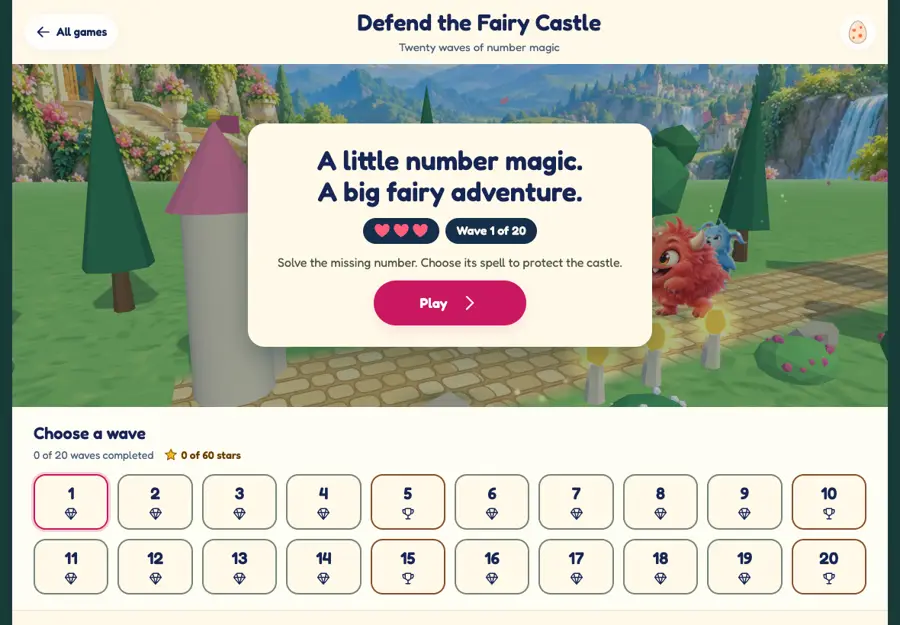 All games
Defend the Fairy Castle
Twenty waves of number magic
A little number magic.
A big fairy adventure.
Wave 1 of 20
Solve the missing number. Choose its spell to protect the castle.
Play
Choose a wave
0 of 20 waves completed
0 of 60 stars
1 2 3 4 5 6 7 8 9 10
11 12 13 14 15 16 17 18 19 20